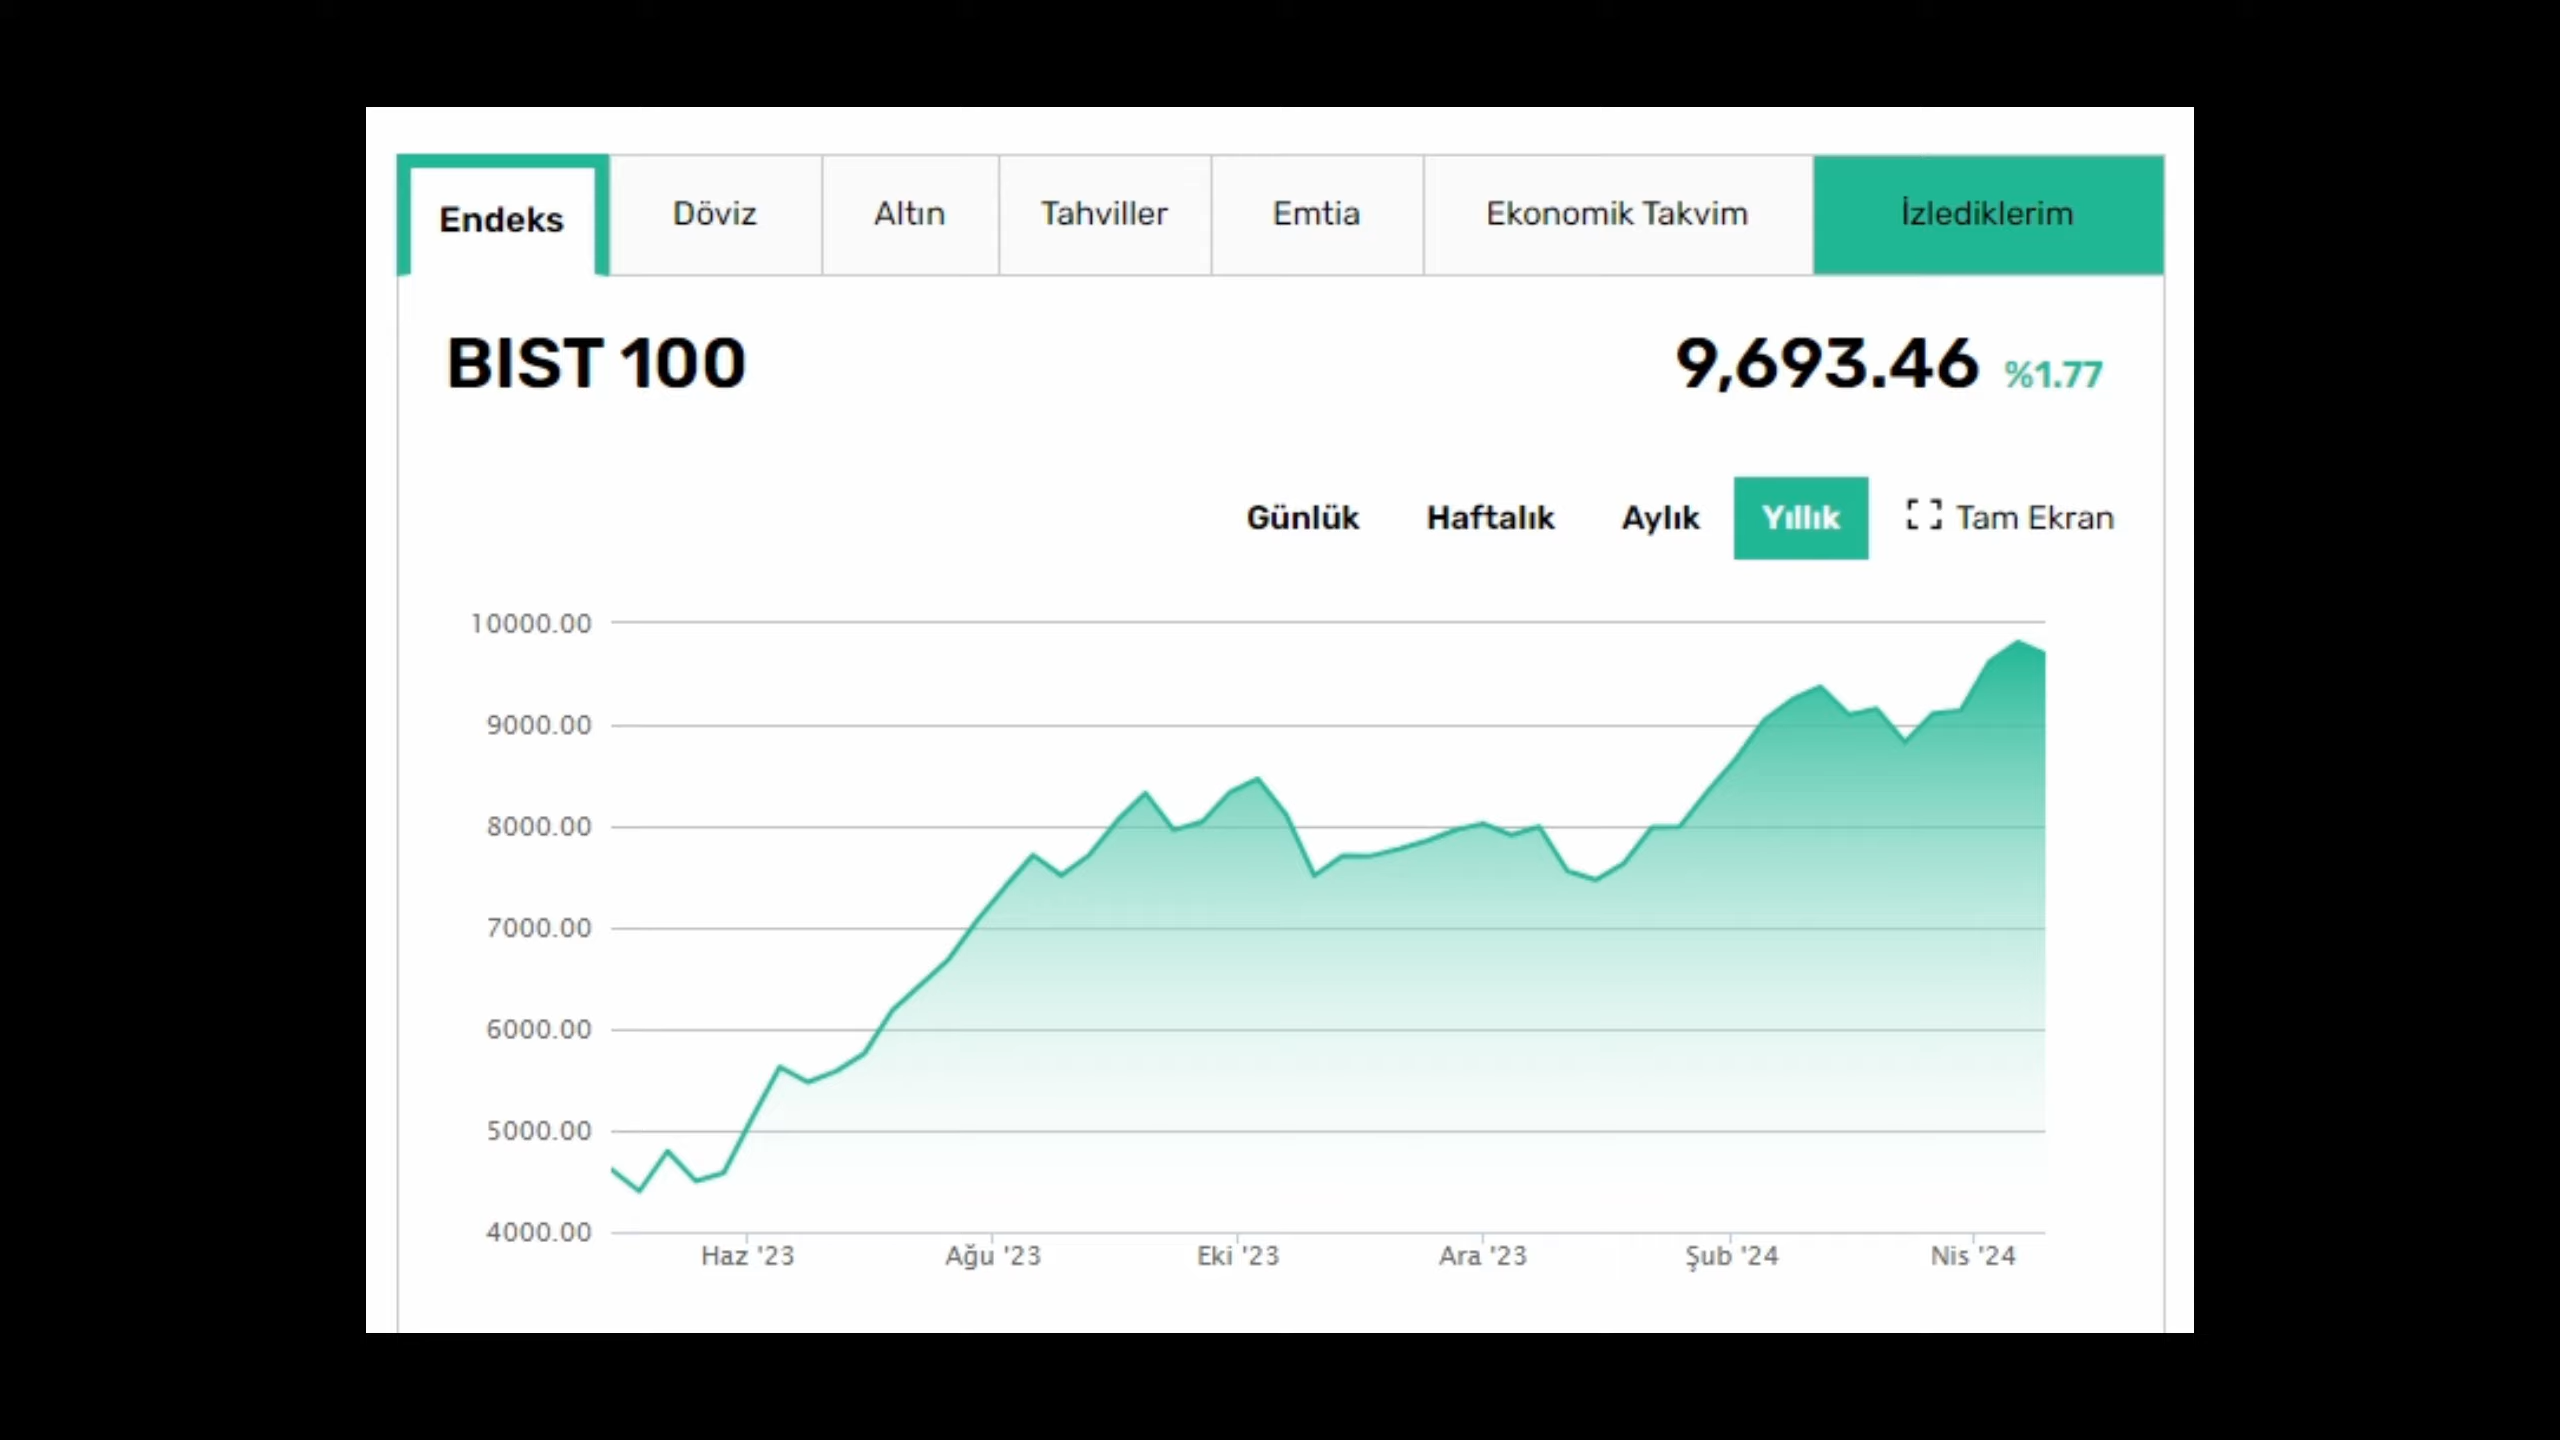 Endeks Döviz Altın Tahviller Emtia Ekonomik Takvim İzlediklerim
BIST 100 9,693.46 %1.77
Günlük Haftalık Aylık Yıllık Tam Ekran
10000.00
9000.00
8000.00
7000.00
6000.00
5000.00
4000.00
Haz '23 Ağu '23 Eki '23 Ara '23 Şub '24 Nis '24